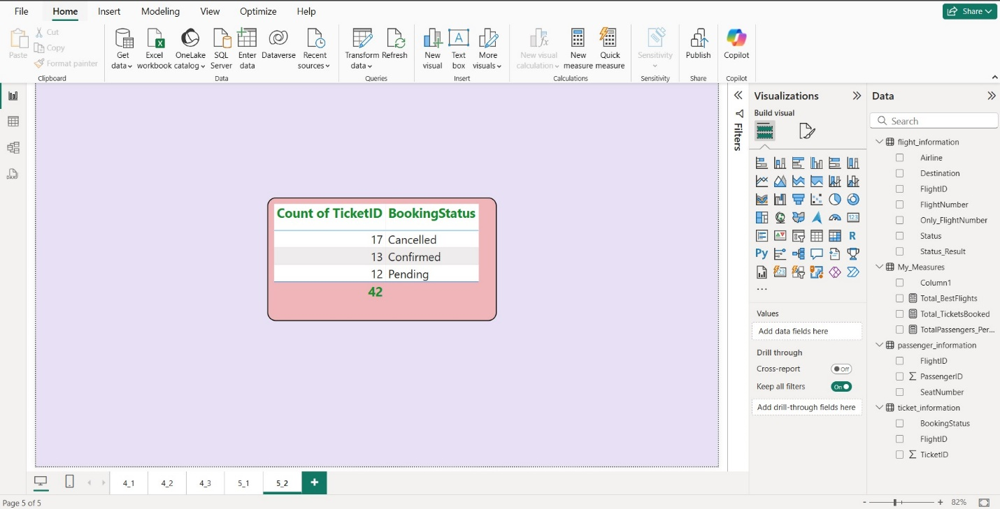 File Home Insert Modeling View Optimize Help Share
Paste
Cut
Copy
Format painter
Clipboard
Get data
Excel workbook
OneLake catalog
SQL Server
Enter data
Dataverse
Recent sources
Data
Transform data
Refresh
Queries
New visual
Text box
More visuals
Insert
New visual calculation
New measure
Quick measure
Calculations
Sensitivity
Sensitivity
Publish
Share
Copilot
Copilot
Count of TicketID BookingStatus
17 Cancelled
13 Confirmed
12 Pending
42
Filters
Visualizations
Build visual
123
R
Py
123
...
Values
Add data fields here
Drill through
Cross-report Off
Keep all filters On
Add drill-through fields here
Data
Search
flight_information
Airline
Destination
FlightID
FlightNumber
Only_FlightNumber
Status
Status_Result
My_Measures
Column1
Total_BestFlights
Total_TicketsBooked
TotalPassengers_Per...
passenger_information
FlightID
Σ PassengerID
SeatNumber
ticket_information
BookingStatus
FlightID
Σ TicketID
DAX
4_1 4_2 4_3 5_1 5_2 +
Page 5 of 5 - + 82%